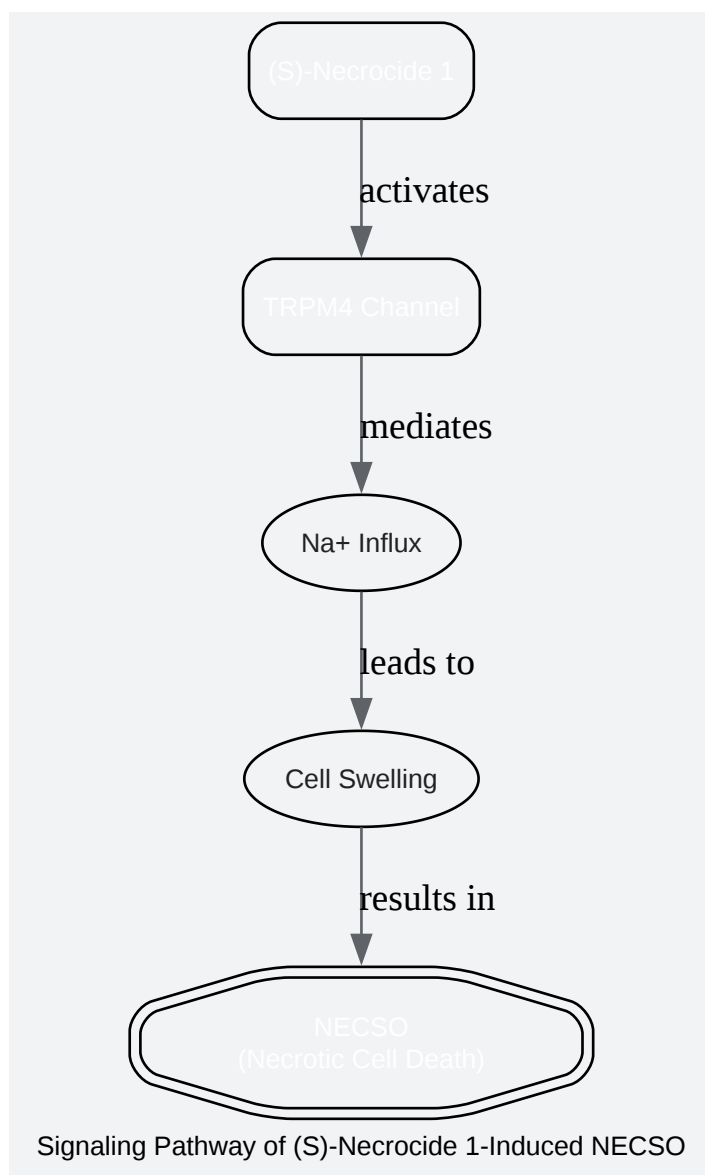 (S)-Necrocide 1
activates
TRPM4 Channel
mediates
Na+ Influx
leads to
Cell Swelling
results in
NECSO
(Necrotic Cell Death)
Signaling Pathway of (S)-Necrocide 1-Induced NECSO